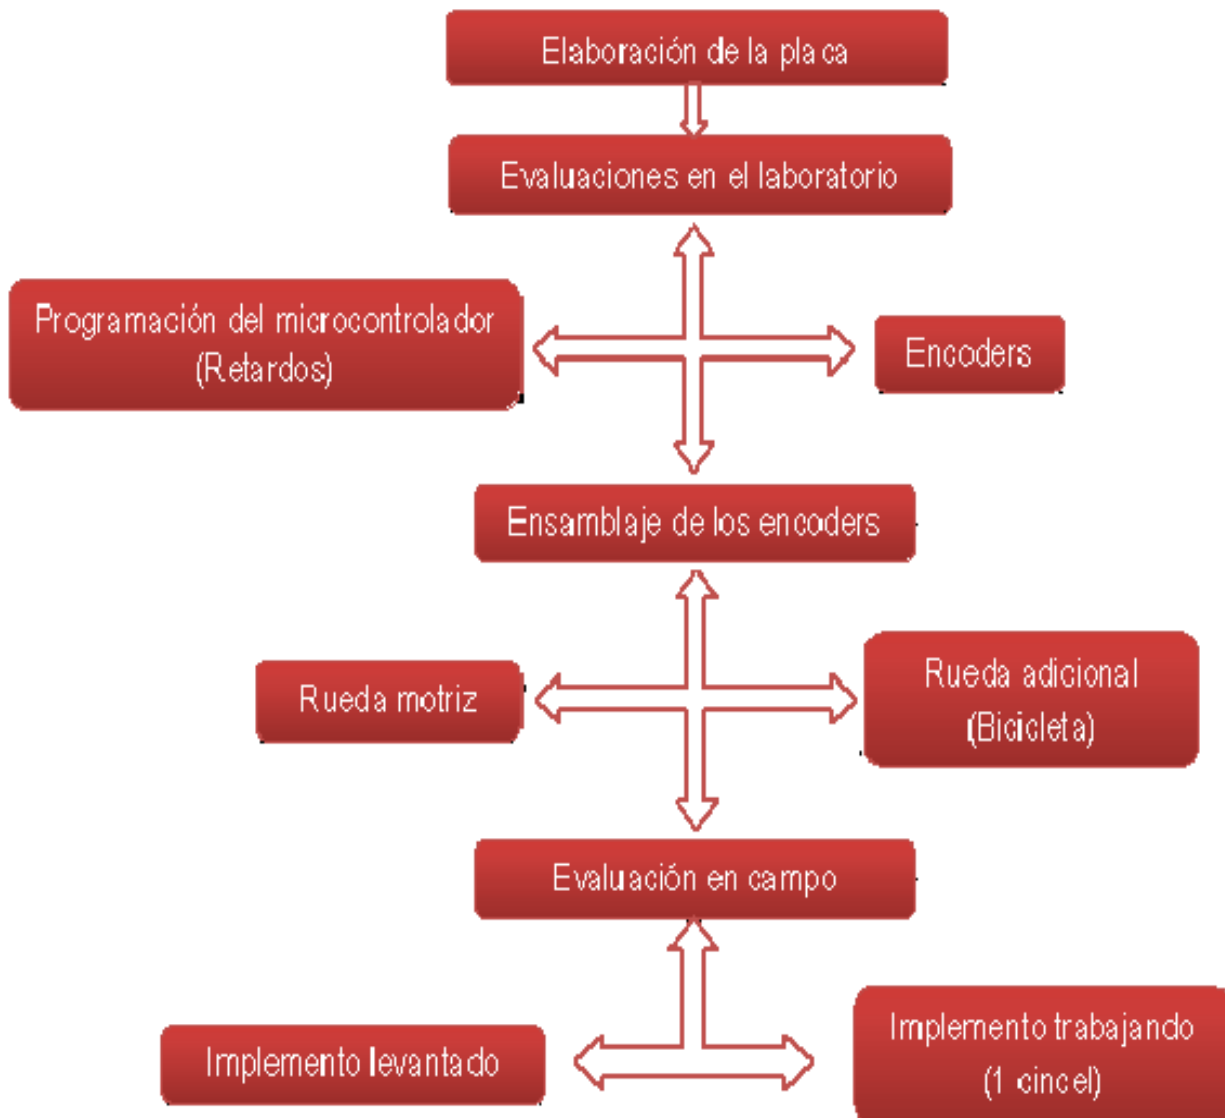 Elaboración de la placa
Evaluaciones en el laboratorio
Programación del microcontrolador
(Retardos)
Encoders
Ensamblaje de los encoders
Rueda motriz
Rueda adicional
(Bicicleta)
Evaluación en campo
Implemento levantado
Implemento trabajando
(1 cincel)